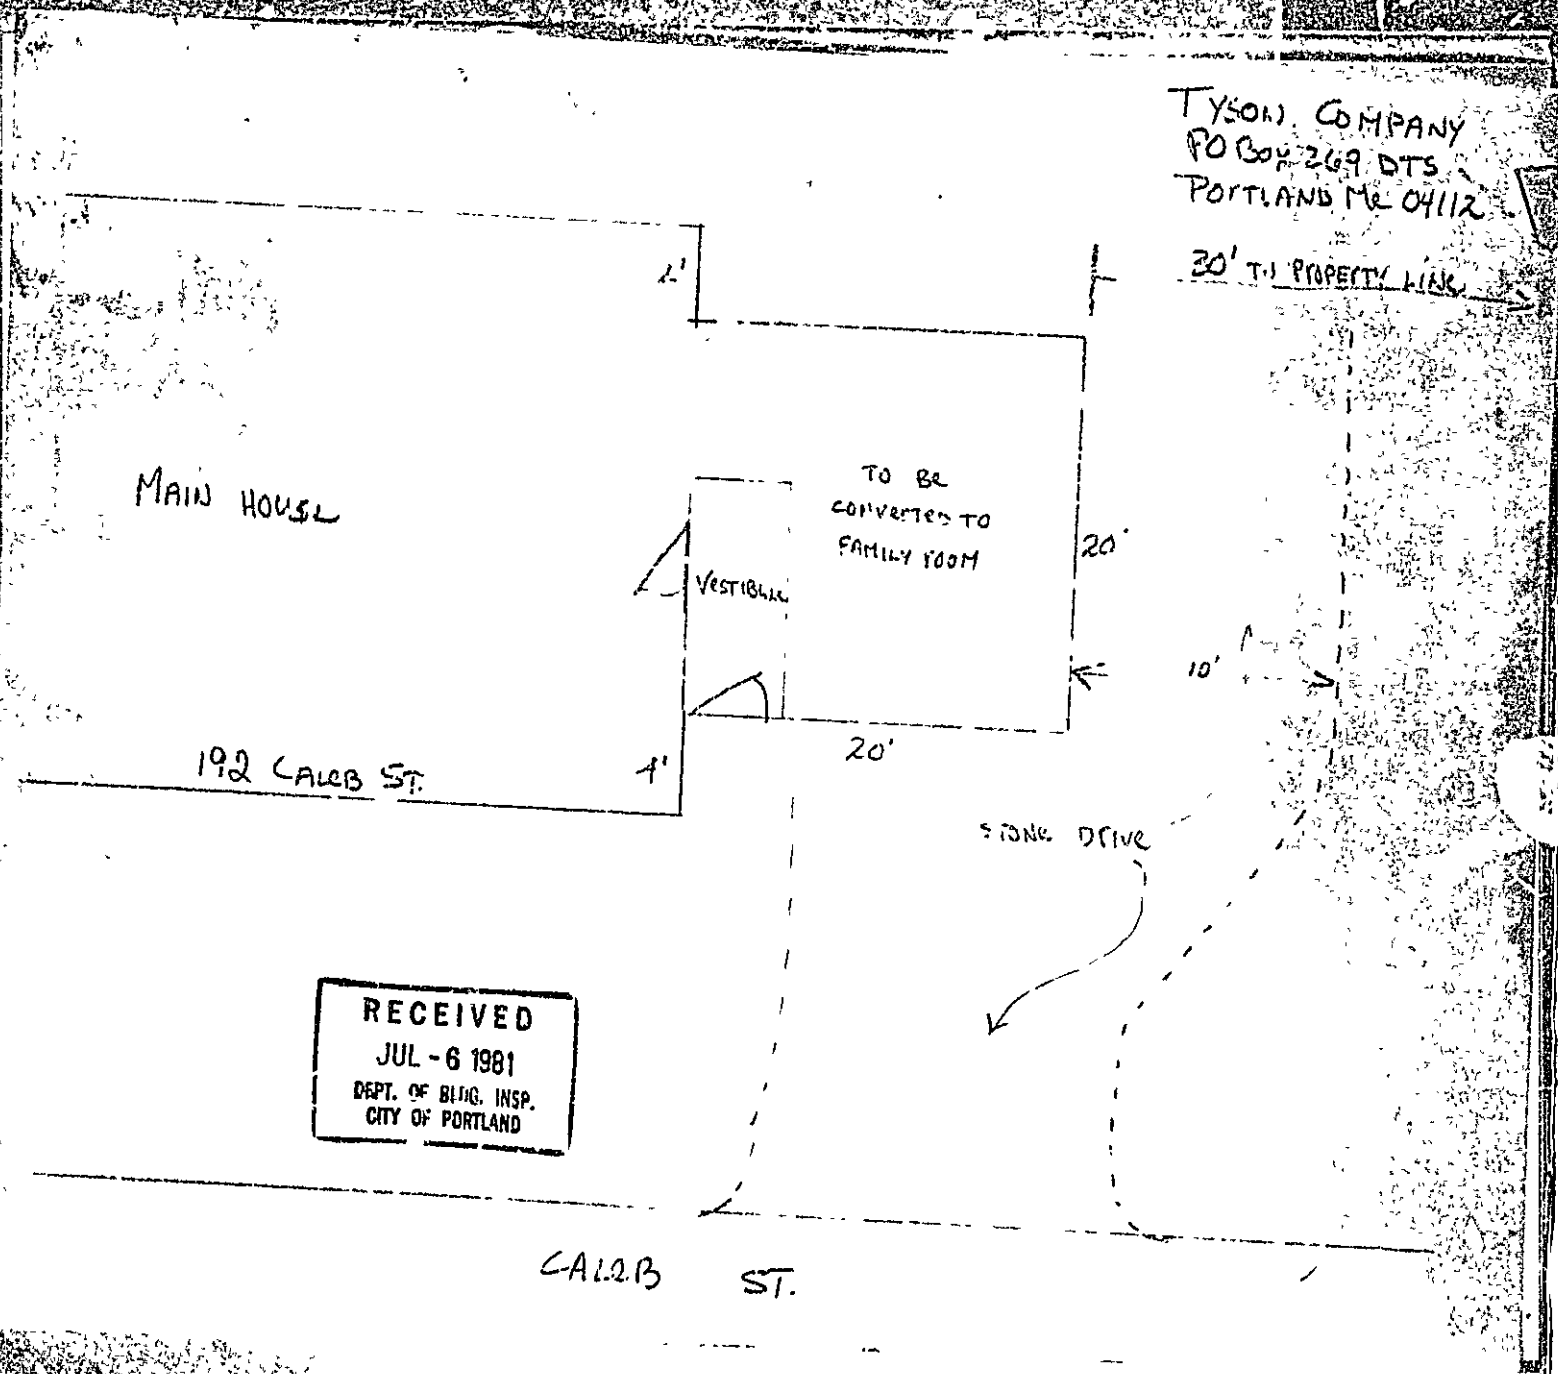 TYSON COMPANY
PO Box 269 DTS
PORTLAND Me 04112
30' TO PROPERTY LINE
MAIN HOUSE
TO BE
CONVERTED TO
FAMILY ROOM
20'
VESTIBULE
10'
192 CALEB ST.
4'
20'
STONE DRIVE
RECEIVED
JUL - 6 1981
DEPT. OF BLDG. INSP.
CITY OF PORTLAND
CALEB ST.